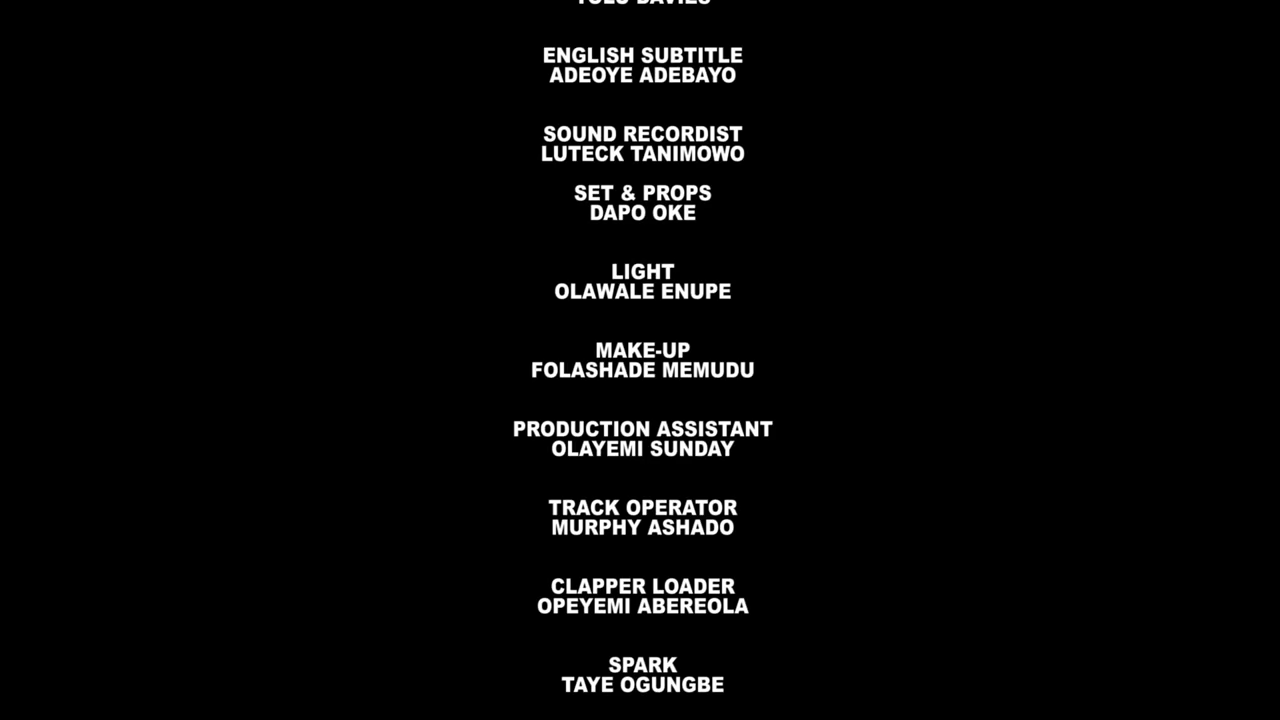 ENGLISH SUBTITLE
ADEOYE ADEBAYO
SOUND RECORDIST
LUTECK TANIMOWO
SET & PROPS
DAPO OKE
LIGHT
OLAWALE ENUPE
MAKE-UP
FOLASHADE MEMUDU
PRODUCTION ASSISTANT
OLAYEMI SUNDAY
TRACK OPERATOR
MURPHY ASHADO
CLAPPER LOADER
OPEYEMI ABEREOLA
SPARK
TAYE OGUNGBE